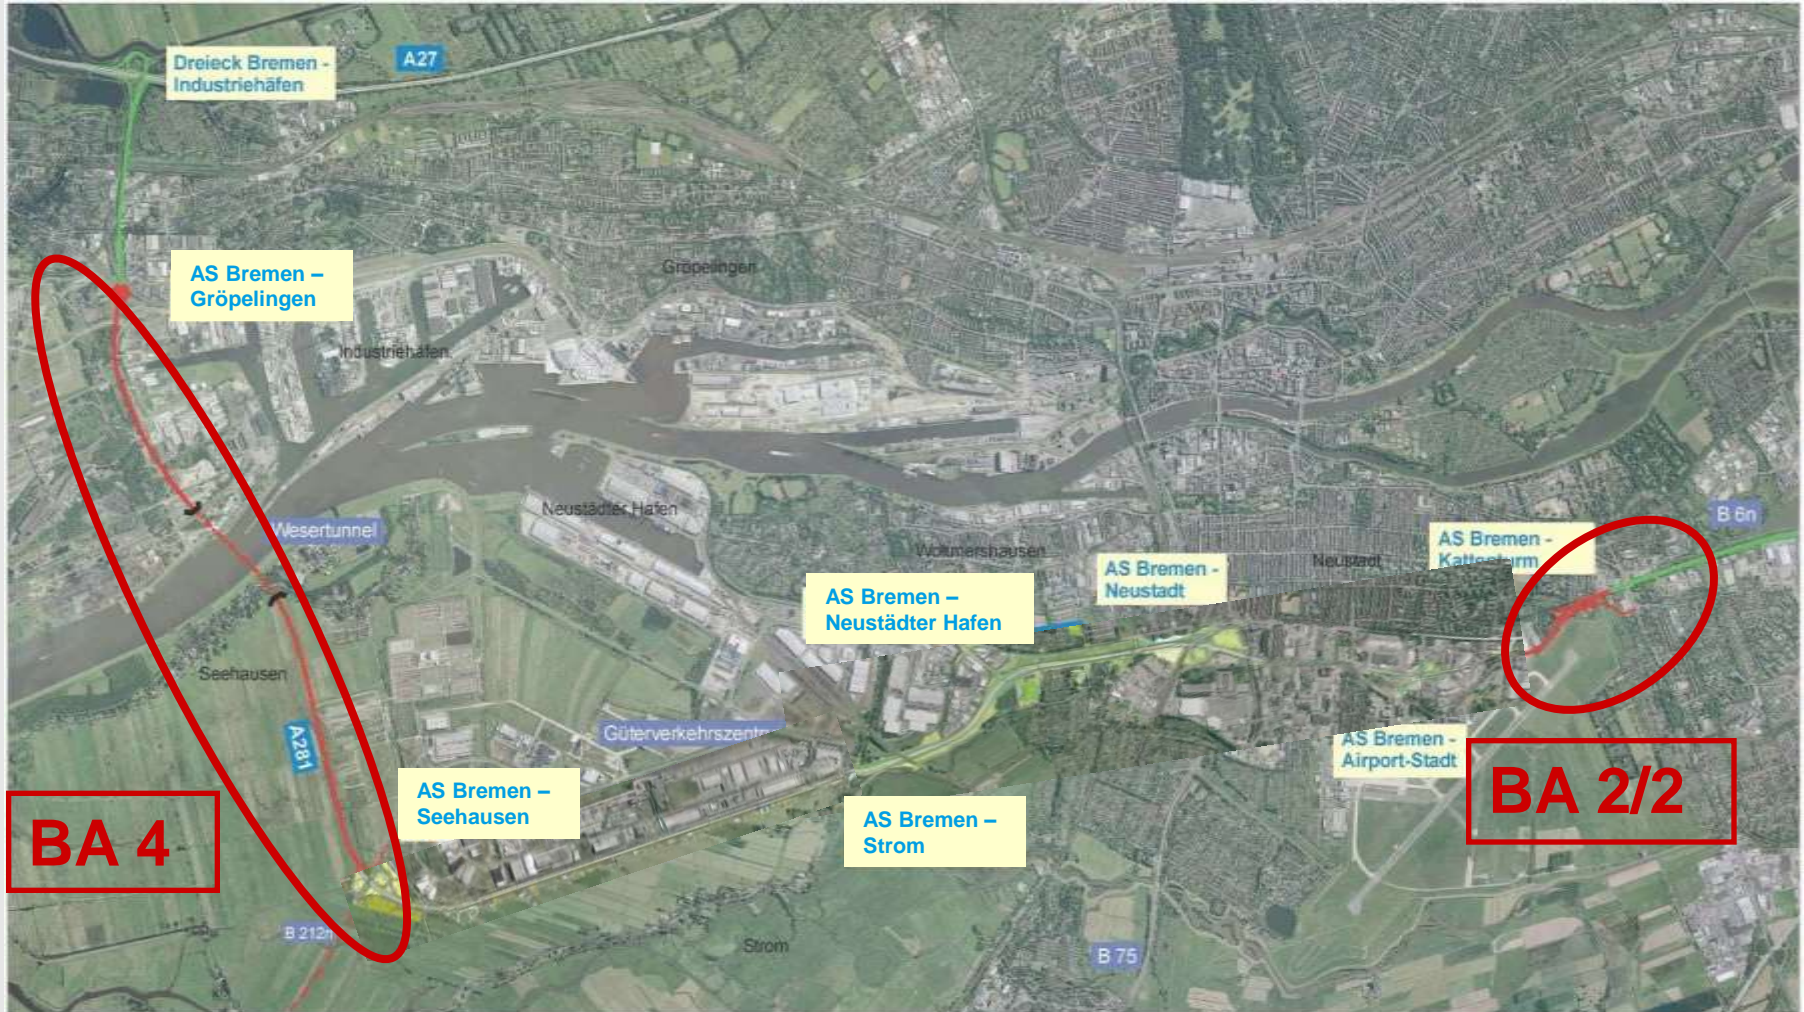 Dreieck Bremen -
Industriehäfen
A27
AS Bremen –
Gröpelingen
Gröpelingen
Industriehäfen
Neustädter Hafen
Wesertunnel
B 6n
AS Bremen -
Kattenturm
Woltmershausen
Neustadt
AS Bremen -
Neustadt
AS Bremen –
Neustädter Hafen
Seehausen
A281
Güterverkehrszentr
AS Bremen -
Airport-Stadt
BA 2/2
AS Bremen –
Seehausen
AS Bremen –
Strom
BA 4
B 212n
Strom
B 75